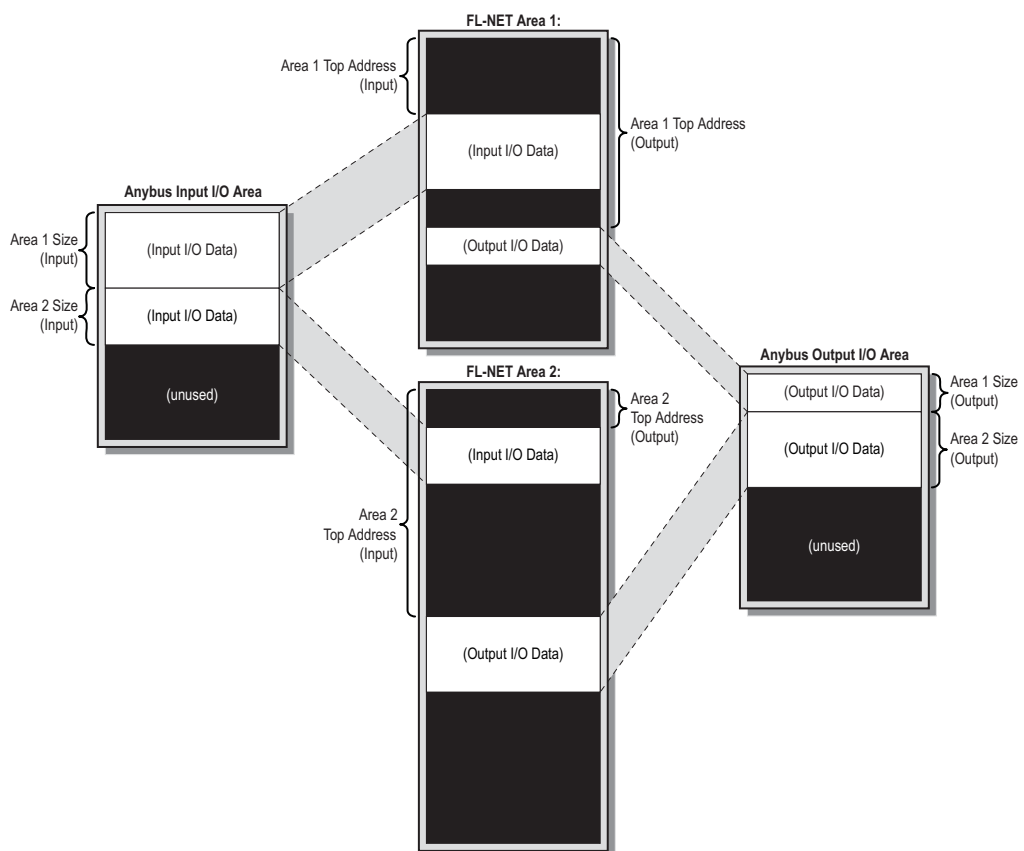 FL-NET Area 1:
Area 1 Top Address
(Input)
Area 1 Top Address
(Output)
(Input I/O Data)
(Output I/O Data)
Anybus Input I/O Area
Area 1 Size
(Input)
(Input I/O Data)
Area 2 Size
(Input)
(Input I/O Data)
(unused)
FL-NET Area 2:
Area 2
Top Address
(Output)
(Input I/O Data)
Area 2
Top Address
(Input)
(Output I/O Data)
Anybus Output I/O Area
(Output I/O Data)
Area 1 Size
(Output)
(Output I/O Data)
Area 2 Size
(Output)
(unused)